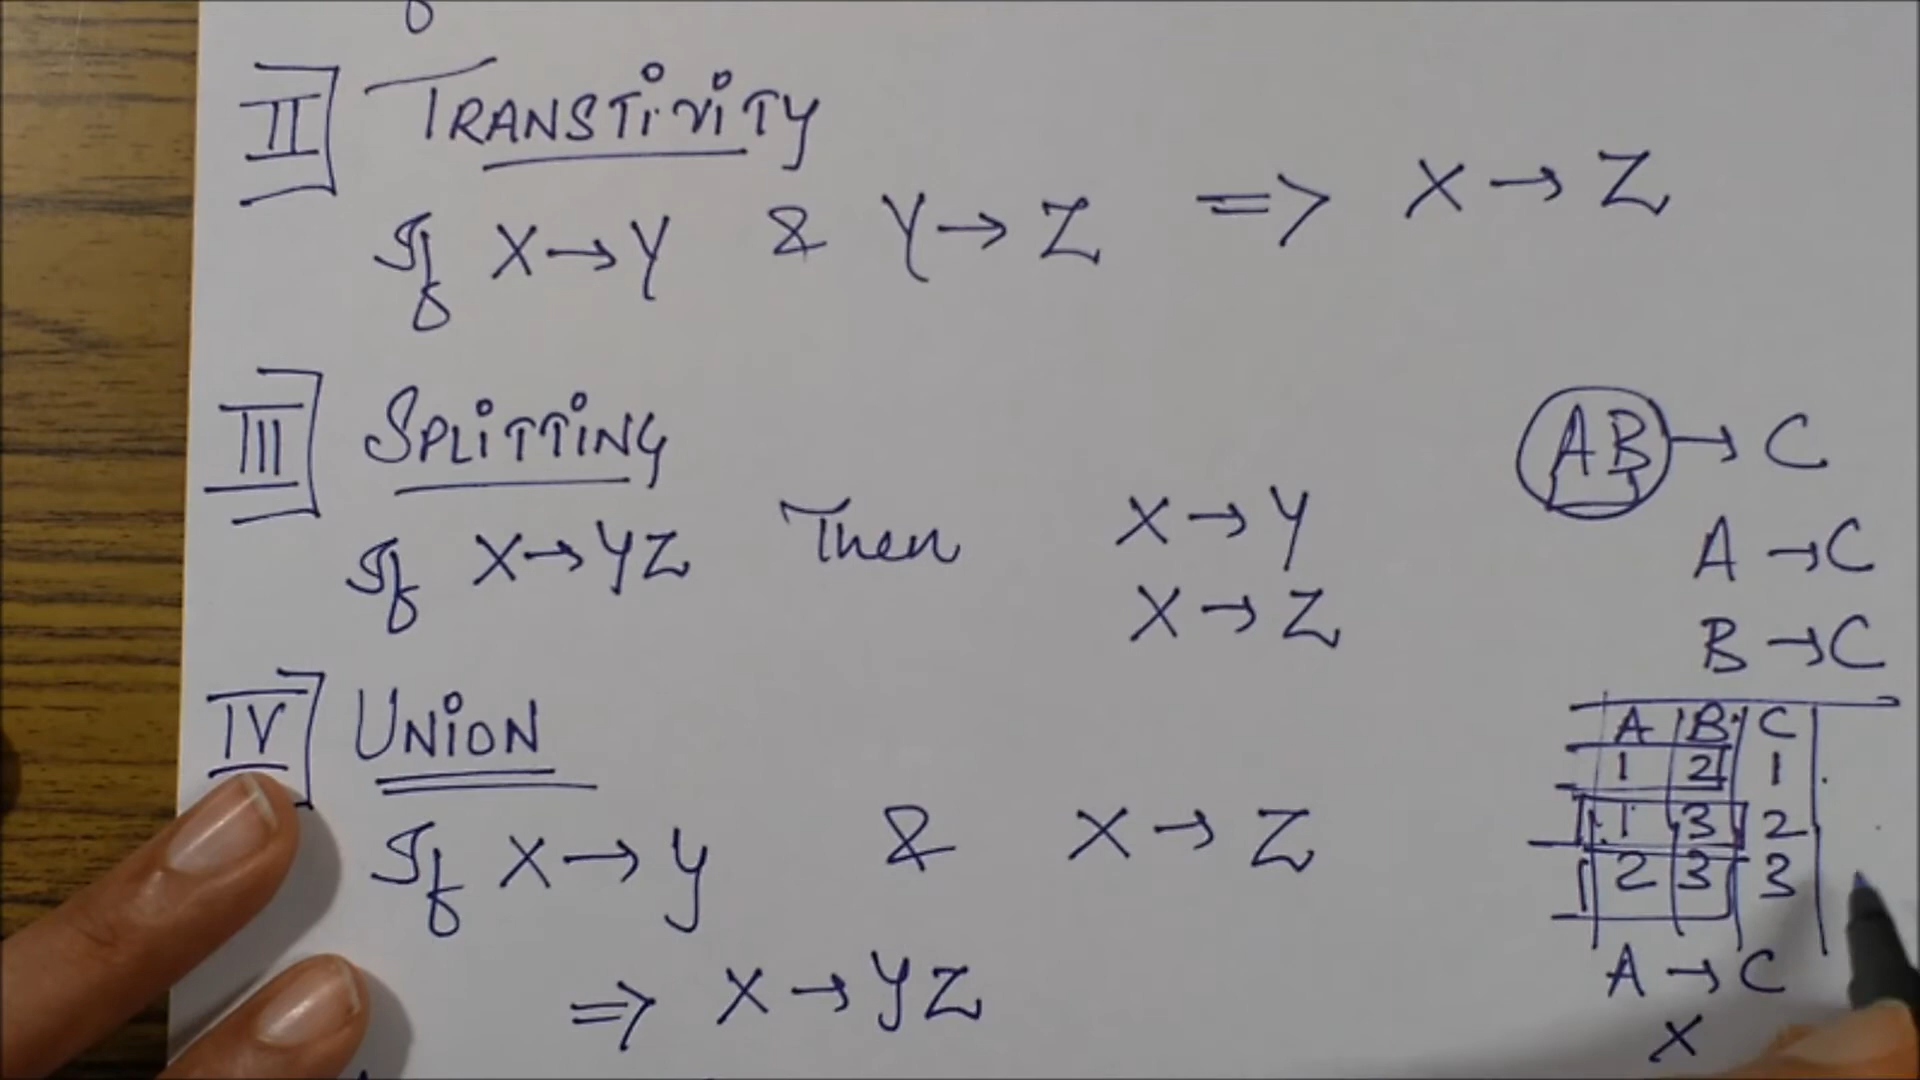 II] TRANSTIVITY
If X→Y & Y→Z => X→Z
III] SPLITTING
If X→YZ Then X→Y
X→Z
IV] UNION
If X→Y & X→Z
=> X→YZ
AB→C
A→C
B→C
A B C
1 2 1
1 3 2
2 3 3
A→C
X